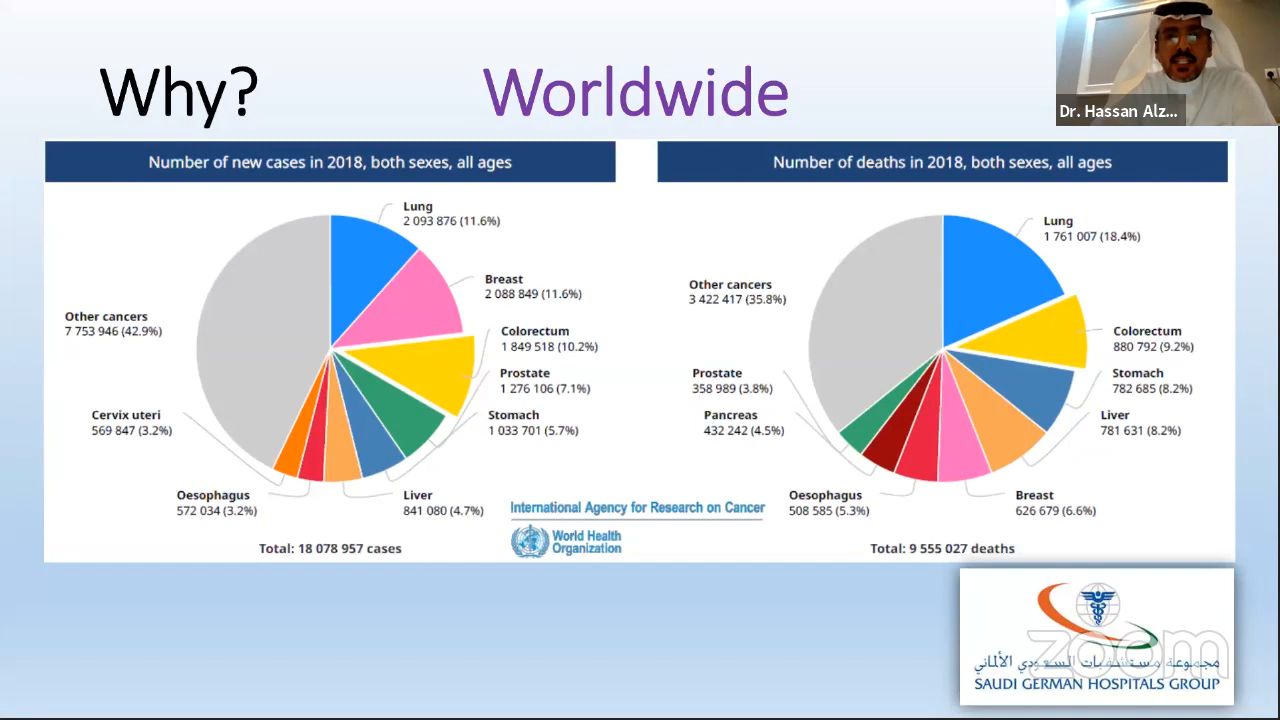 Why?
Worldwide
Dr. Hassan Alz...
Number of new cases in 2018, both sexes, all ages
Lung
2 093 876 (11.6%)
Breast
2 088 849 (11.6%)
Colorectum
1 849 518 (10.2%)
Prostate
1 276 106 (7.1%)
Stomach
1 033 701 (5.7%)
Liver
841 080 (4.7%)
Oesophagus
572 034 (3.2%)
Cervix uteri
569 847 (3.2%)
Other cancers
7 753 946 (42.9%)
Total: 18 078 957 cases
Number of deaths in 2018, both sexes, all ages
Lung
1 761 007 (18.4%)
Colorectum
880 792 (9.2%)
Stomach
782 685 (8.2%)
Liver
781 631 (8.2%)
Breast
626 679 (6.6%)
Oesophagus
508 585 (5.3%)
Pancreas
432 242 (4.5%)
Prostate
358 989 (3.8%)
Other cancers
3 422 417 (35.8%)
Total: 9 555 027 deaths
International Agency for Research on Cancer
World Health
Organization
zoom
مجموعة مستشفيات السعودي الألماني
SAUDI GERMAN HOSPITALS GROUP